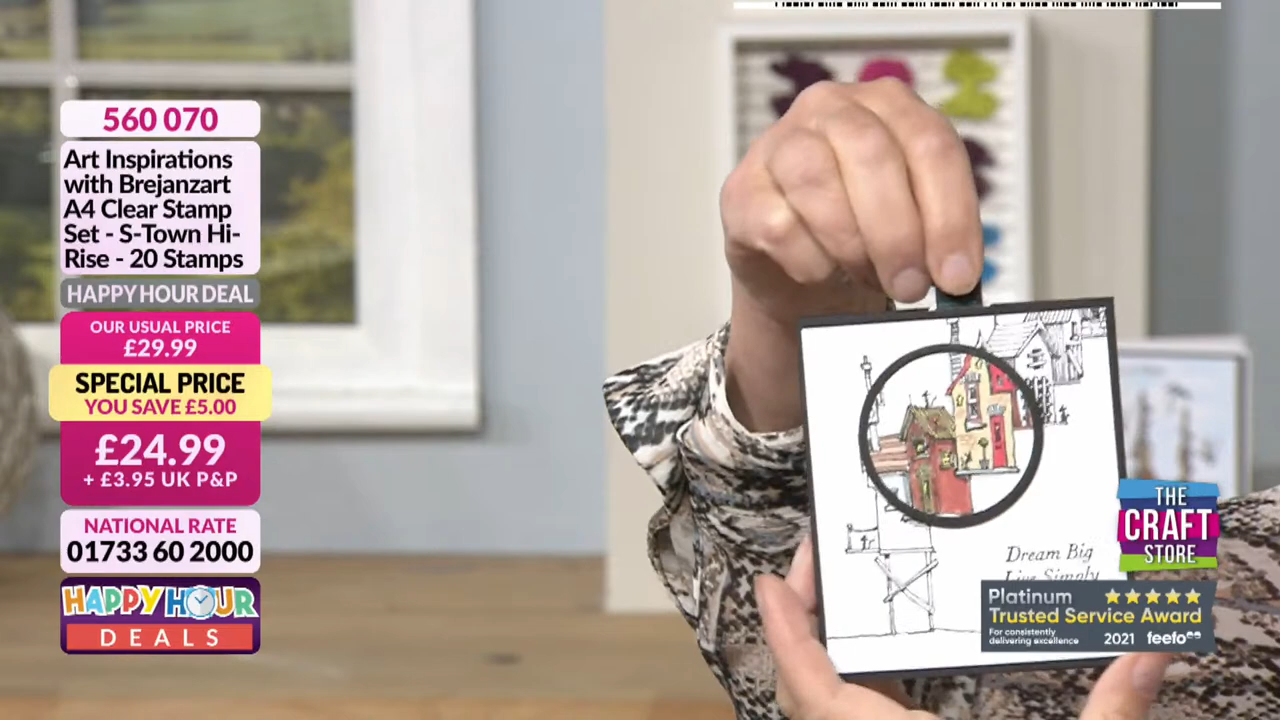 560 070
Art Inspirations
with Brejanzart
A4 Clear Stamp
Set - S-Town Hi-
Rise - 20 Stamps
HAPPY HOUR DEAL
OUR USUAL PRICE
£29.99
SPECIAL PRICE
YOU SAVE £5.00
£24.99
+ £3.95 UK P&P
NATIONAL RATE
01733 60 2000
HAPPY HOUR
DEALS
Dream Big
Live Simply
THE
CRAFT
STORE
Platinum
Trusted Service Award
For consistently
delivering excellence
2021 feefo